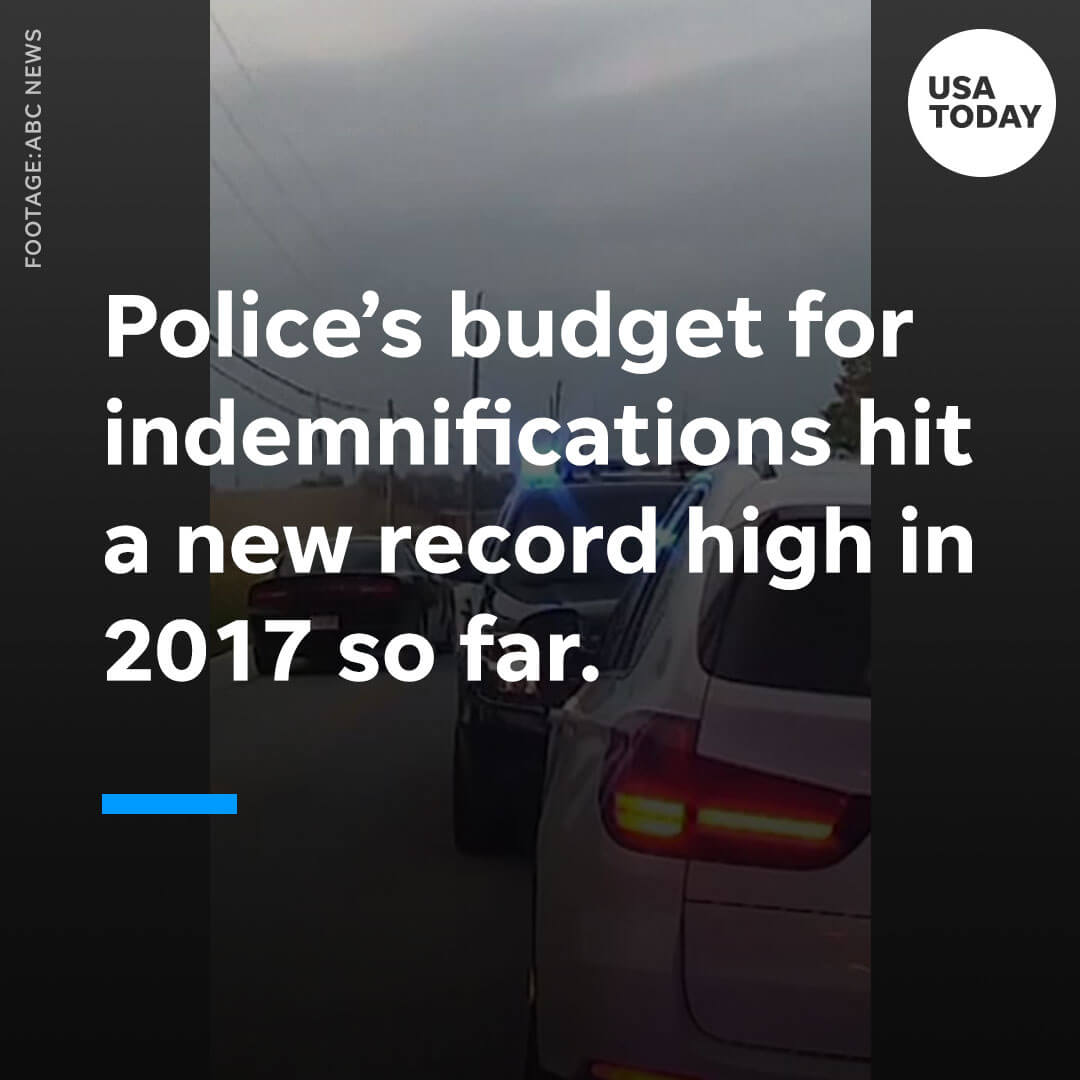 FOOTAGE:ABC NEWS
USA
TODAY
Police’s budget for
indemnifications hit
a new record high in
2017 so far.